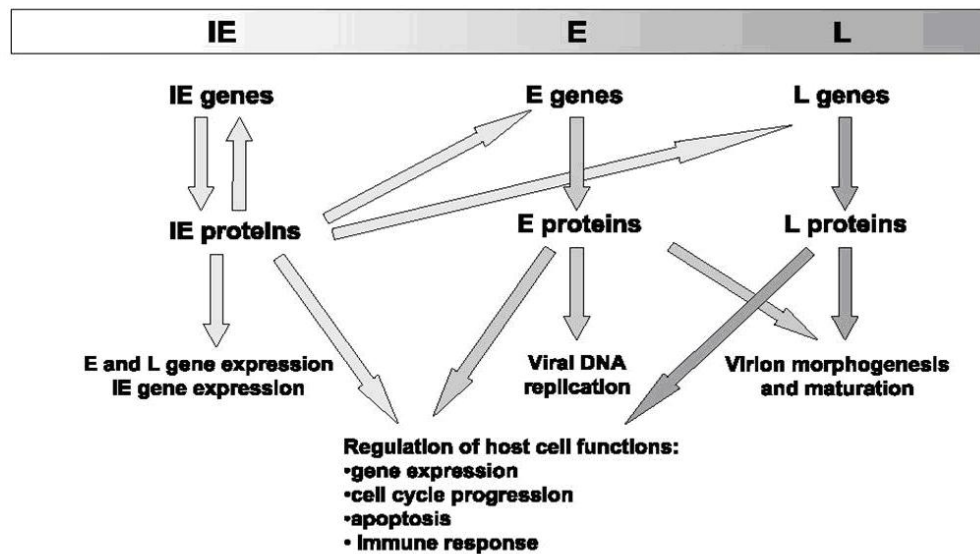 IE E L
IE genes E genes L genes
IE proteins E proteins L proteins
E and L gene expression
IE gene expression
Viral DNA
replication
Virion morphogenesis
and maturation
Regulation of host cell functions:
•gene expression
•cell cycle progression
•apoptosis
• Immune response